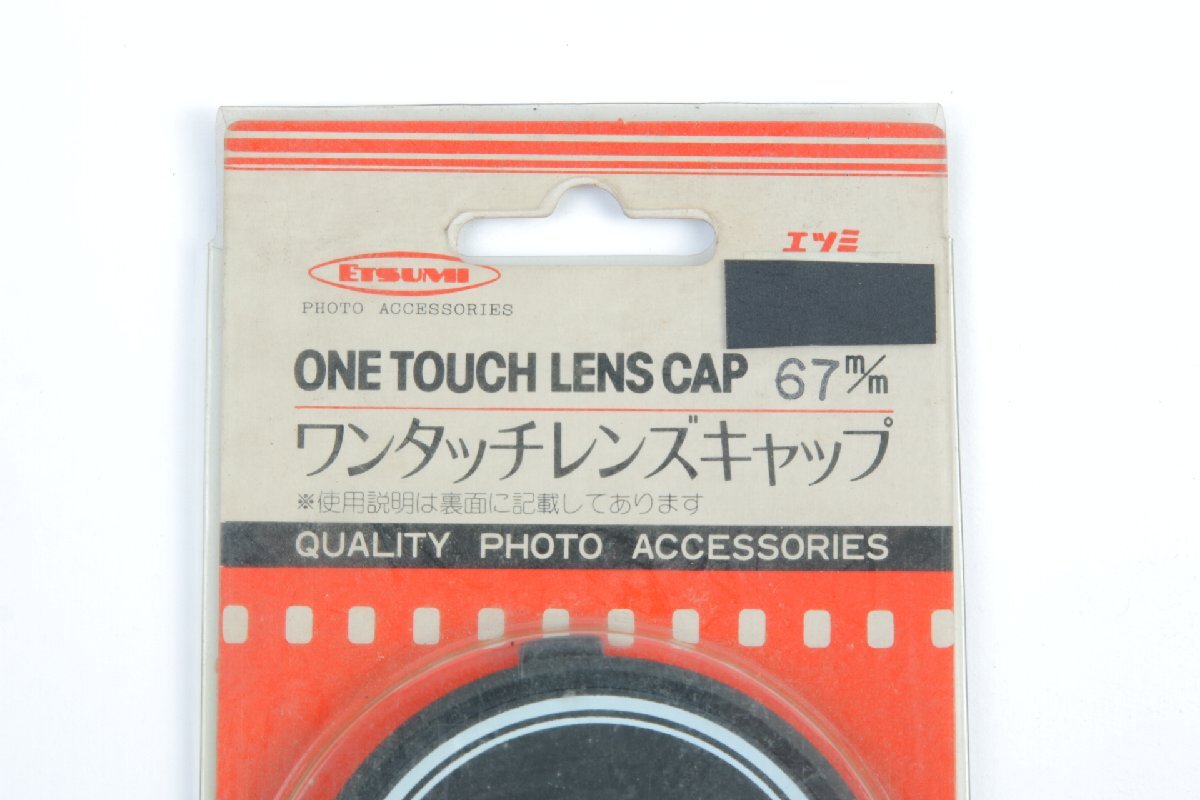 エツミ
ETSUMI
PHOTO ACCESSORIES
ONE TOUCH LENS CAP 67 m/m
ワンタッチレンズキャップ
※使用説明は裏面に記載してあります
QUALITY PHOTO ACCESSORIES